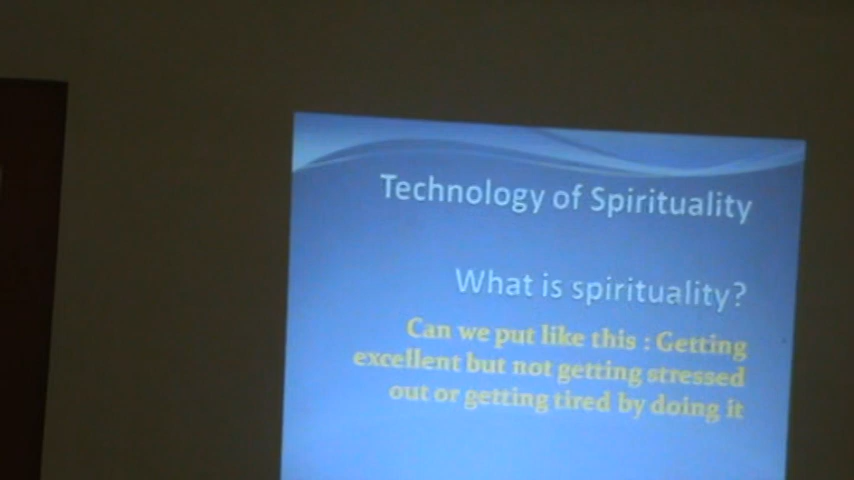 Technology of Spirituality
What is spirituality?
Can we put like this : Getting
excellent but not getting stressed
out or getting tired by doing it